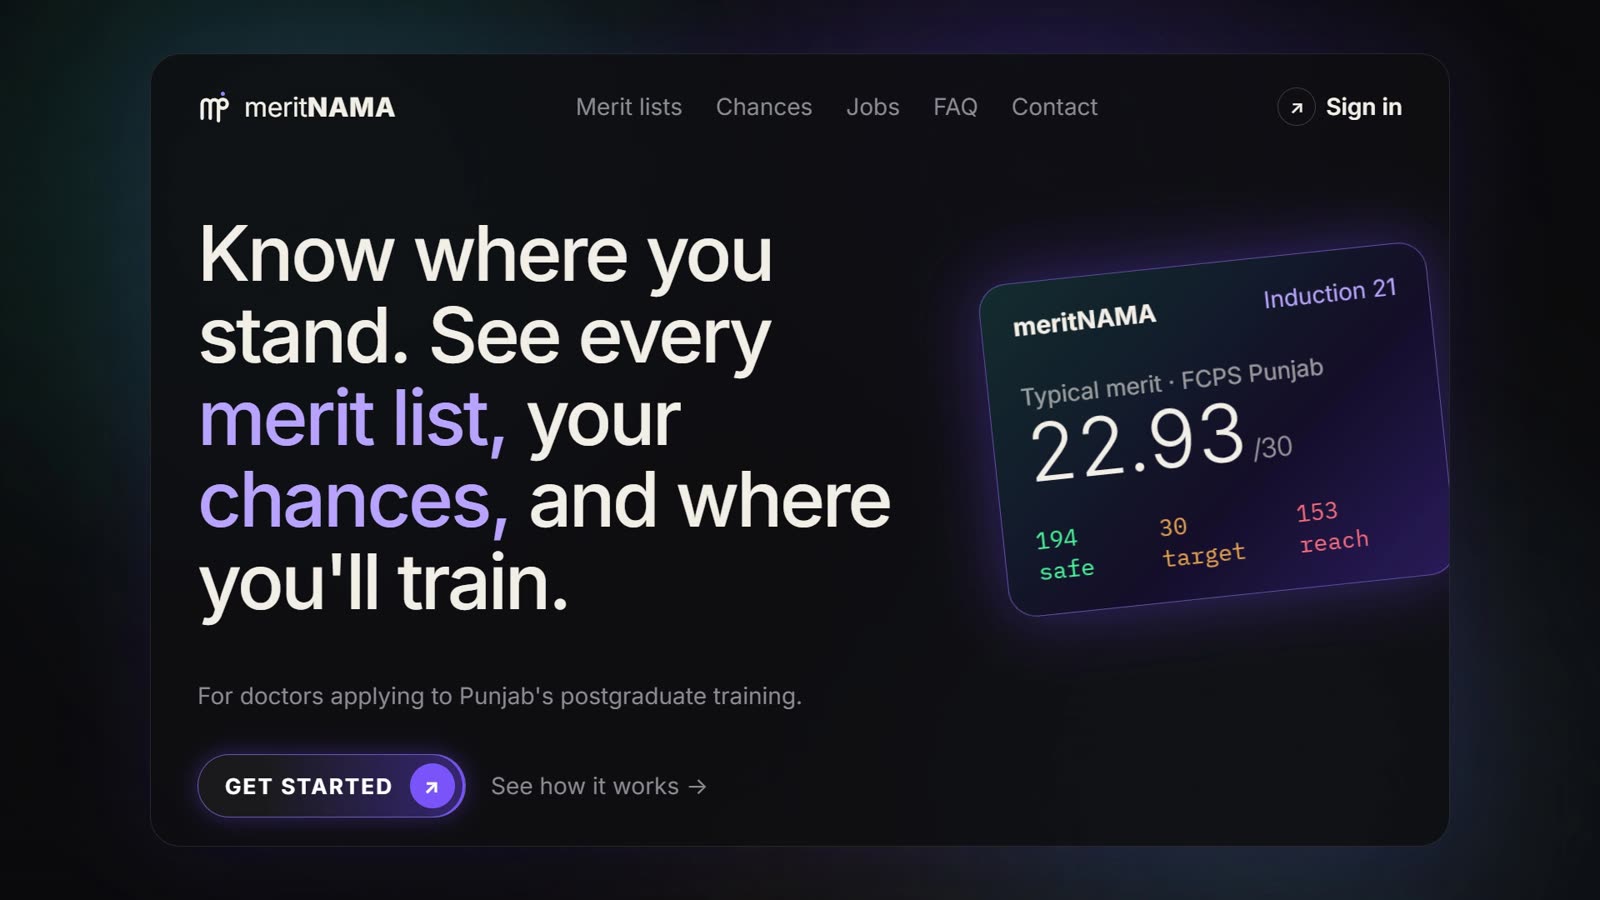 meritNAMA
Merit lists
Chances
Jobs
FAQ
Contact
Sign in
Know where you
stand. See every
merit list, your
chances, and where
you'll train.
For doctors applying to Punjab's postgraduate training.
GET STARTED
See how it works →
meritNAMA
Induction 21
Typical merit · FCPS Punjab
22.93 /30
194
safe
30
target
153
reach